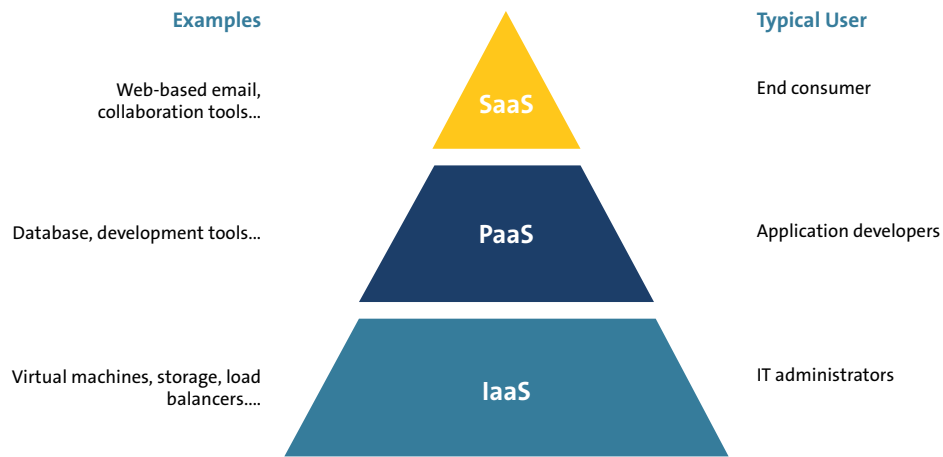 Examples
Typical User
Web-based email,
collaboration tools...
SaaS
End consumer
Database, development tools...
PaaS
Application developers
Virtual machines, storage, load
balancers....
IaaS
IT administrators